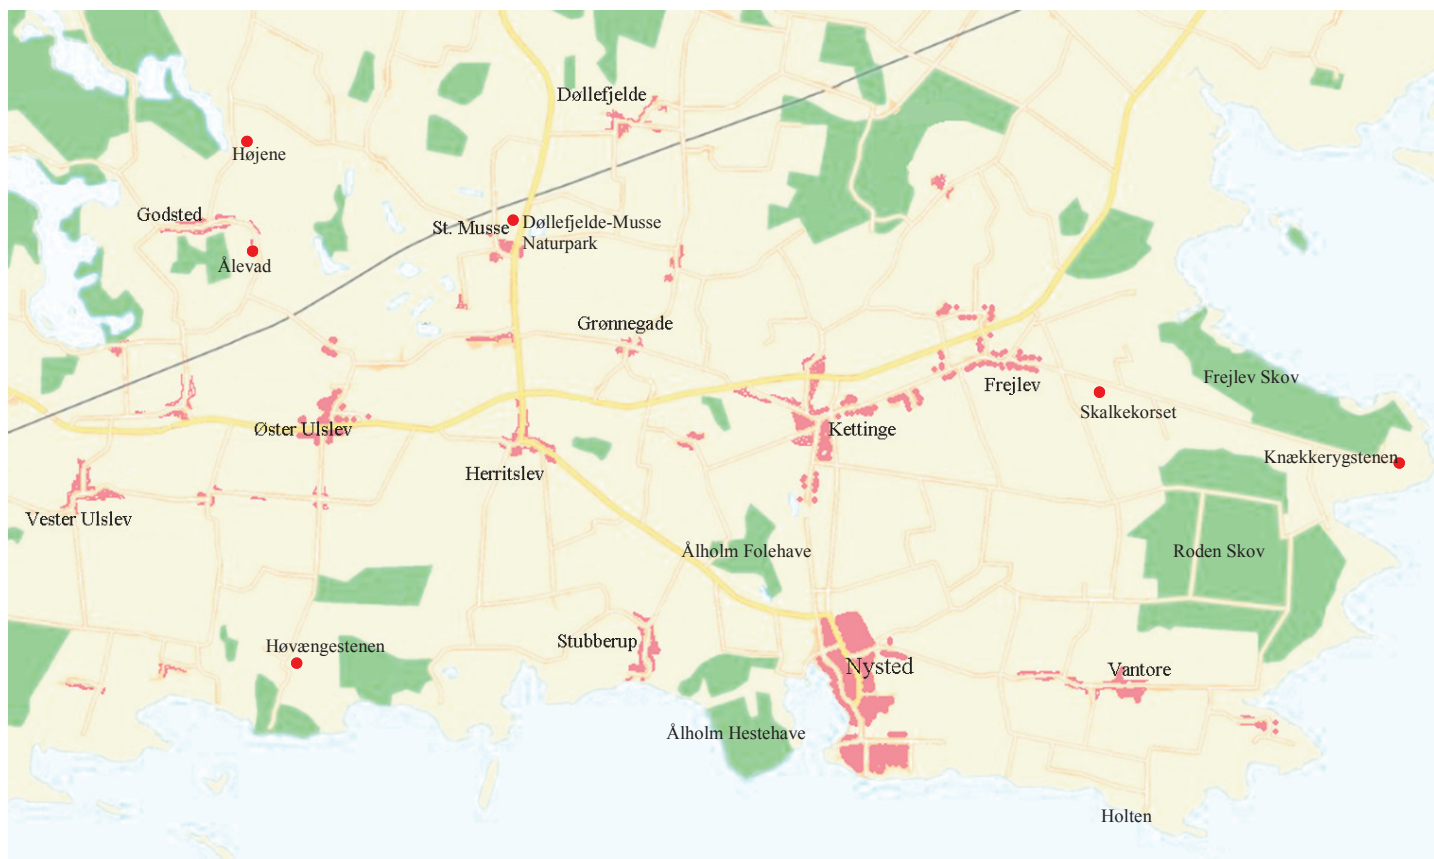 Døllefjelde
Højene
Godsted
St. Musse
Døllefjelde-Musse
Naturpark
Ålevad
Grønnegade
Frejlev
Frejlev Skov
Skalkekorset
Øster Ulslev
Kettinge
Herritslev
Knækkerygstenen
Vester Ulslev
Ålholm Folehave
Roden Skov
Høvængestenen
Stubberup
Nysted
Vantore
Ålholm Hestehave
Holten